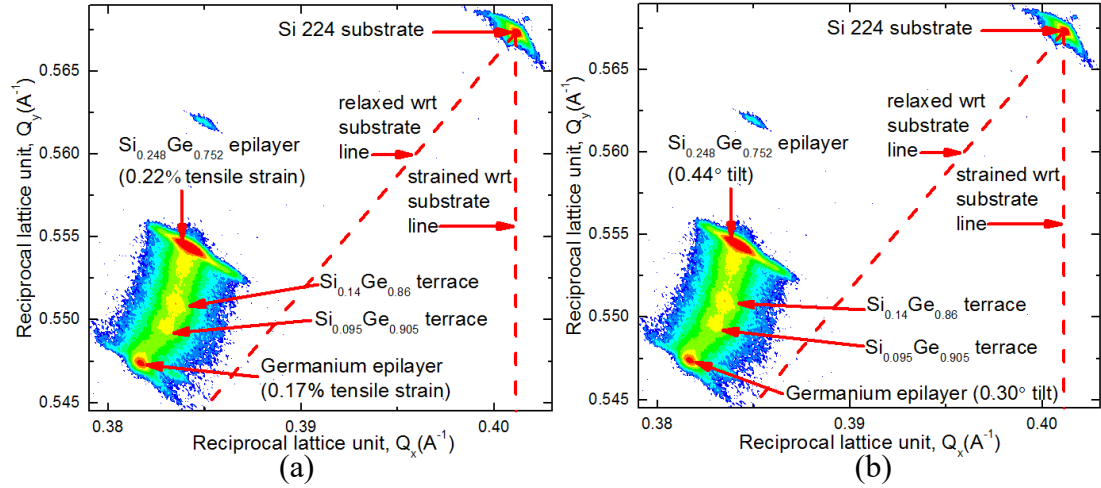 Si 224 substrate
relaxed wrt
substrate
line
Si0.248Ge0.752 epilayer
(0.22% tensile strain)
strained wrt
substrate
line
Si0.14Ge0.86 terrace
Si0.095Ge0.905 terrace
Germanium epilayer
(0.17% tensile strain)
0.565
0.560
0.555
0.550
0.545
Reciprocal lattice unit, Qy(A-1)
0.38
0.39
0.40
Reciprocal lattice unit, Qx(A-1)
(a)
Si 224 substrate
relaxed wrt
substrate
line
Si0.248Ge0.752 epilayer
(0.44° tilt)
strained wrt
substrate
line
Si0.14Ge0.86 terrace
Si0.095Ge0.905 terrace
Germanium epilayer (0.30° tilt)
0.565
0.560
0.555
0.550
0.545
Reciprocal lattice unit, Qy(A-1)
0.38
0.39
0.40
Reciprocal lattice unit, Qx(A-1)
(b)